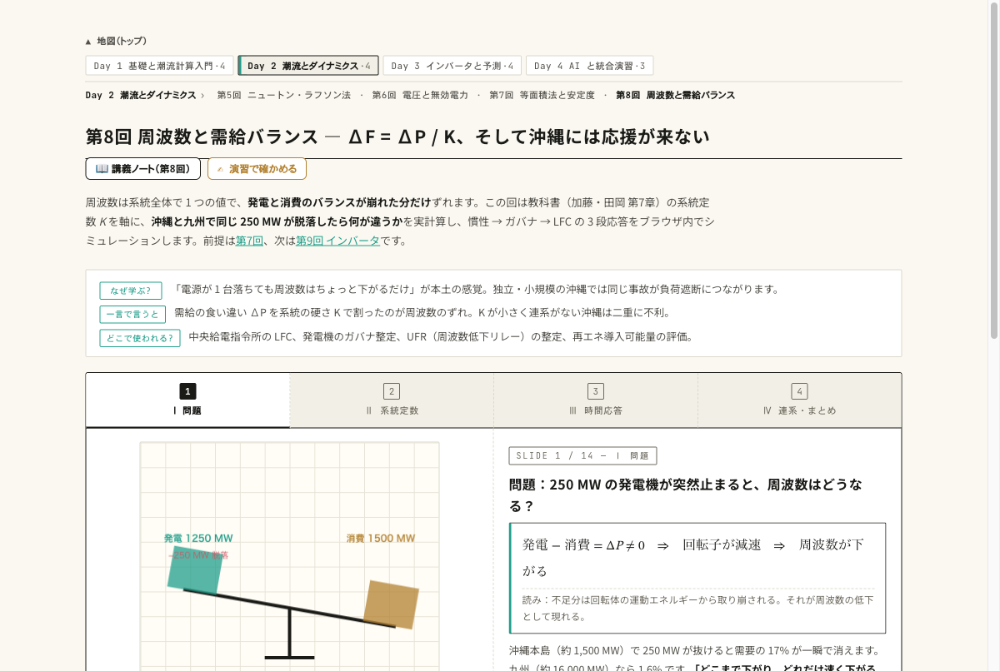 ▲ 地図(トップ)
Day 1 基礎と潮流計算入門·4
Day 2 潮流とダイナミクス·4
Day 3 インバータと予測·4
Day 4 AI と統合演習·3
Day 2 潮流とダイナミクス › 第5回 ニュートン・ラフソン法 · 第6回 電圧と無効電力 · 第7回 等面積法と安定度 · 第8回 周波数と需給バランス
第8回 周波数と需給バランス — ΔF = ΔP / K、そして沖縄には応援が来ない
📖 講義ノート(第8回)
✍ 演習で確かめる
周波数は系統全体で 1 つの値で、発電と消費のバランスが崩れた分だけずれます。この回は教科書（加藤・田岡 第7章）の系統定
数 K を軸に、沖縄と九州で同じ 250 MW が脱落したら何が違うかを実計算し、慣性 → ガバナ → LFC の 3 段応答をブラウザ内でシ
ミュレーションします。前提は第7回、次は第9回 インバータです。
なぜ学ぶ? 「電源が 1 台落ちても周波数はちょっと下がるだけ」が本土の感覚。独立・小規模の沖縄では同じ事故が負荷遮断につながります。
一言で言うと 需給の食い違い ΔP を系統の硬さ K で割ったのが周波数のずれ。K が小さく連系がない沖縄は二重に不利。
どこで使われる? 中央給電指令所の LFC、発電機のガバナ整定、UFR（周波数低下リレー）の整定、再エネ導入可能量の評価。
1
Ⅰ 問題
2
Ⅱ 系統定数
3
Ⅲ 時間応答
4
Ⅳ 連系・まとめ
発電 1250 MW
−250 MW 脱落
消費 1500 MW
SLIDE 1 / 14 — Ⅰ 問題
問題：250 MW の発電機が突然止まると、周波数はどうな
る？
発電 − 消費 = ΔP ≠ 0 ⇒ 回転子が減速 ⇒ 周波数が下
がる
読み：不足分は回転体の運動エネルギーから取り崩される。それが周波数の低下
として現れる。
沖縄本島（約 1,500 MW）で 250 MW が抜けると需要の 17% が一瞬で消えます。
九州（約 16,000 MW）なら 1.6% です。「どこまで下がり、どれだけ速く下がる